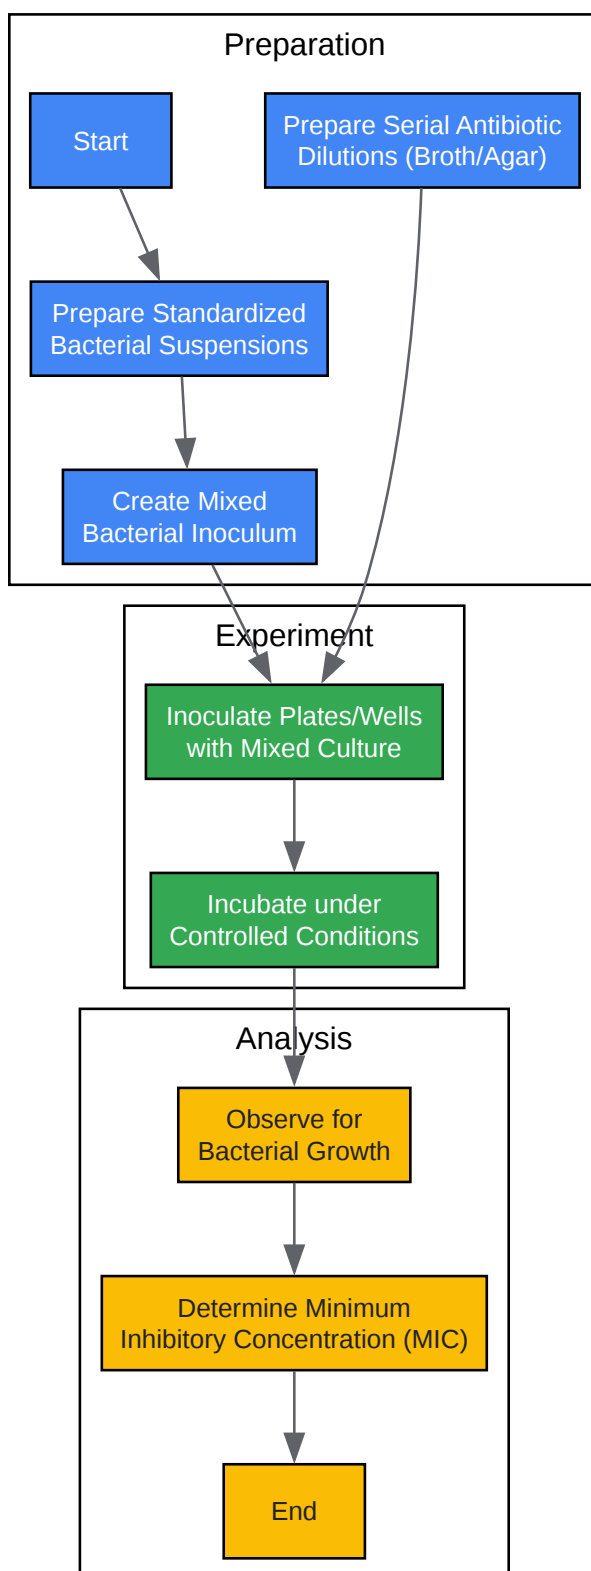 Preparation
Start
Prepare Serial Antibiotic
Dilutions (Broth/Agar)
Prepare Standardized
Bacterial Suspensions
Create Mixed
Bacterial Inoculum
Experiment
Inoculate Plates/Wells
with Mixed Culture
Incubate under
Controlled Conditions
Analysis
Observe for
Bacterial Growth
Determine Minimum
Inhibitory Concentration (MIC)
End